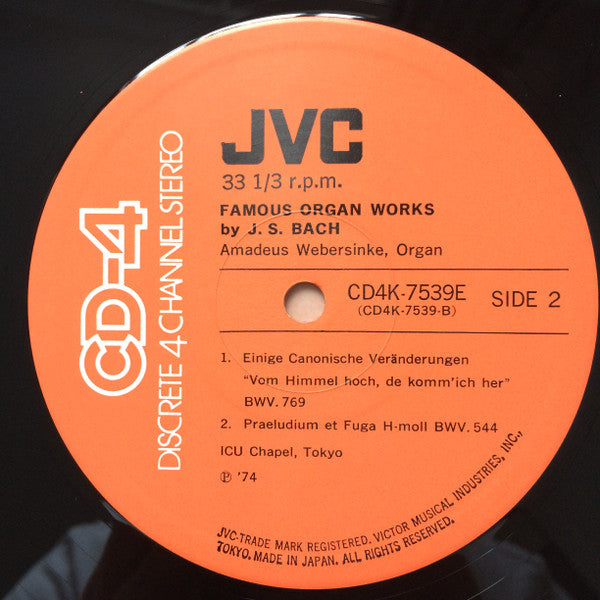 CD-4
DISCRETE 4 CHANNEL STEREO
JVC
33 1/3 r.p.m.
FAMOUS ORGAN WORKS
by J. S. BACH
Amadeus Webersinke, Organ
CD4K-7539E
(CD4K-7539-B)
SIDE 2
1. Einige Canonische Veränderungen
"Vom Himmel hoch, de komm'ich her"
BWV. 769
2. Praeludium et Fuga H-moll BWV. 544
ICU Chapel, Tokyo
Ⓟ '74
JVC-TRADE MARK REGISTERED. VICTOR MUSICAL INDUSTRIES, INC.,
TOKYO. MADE IN JAPAN. ALL RIGHTS RESERVED.